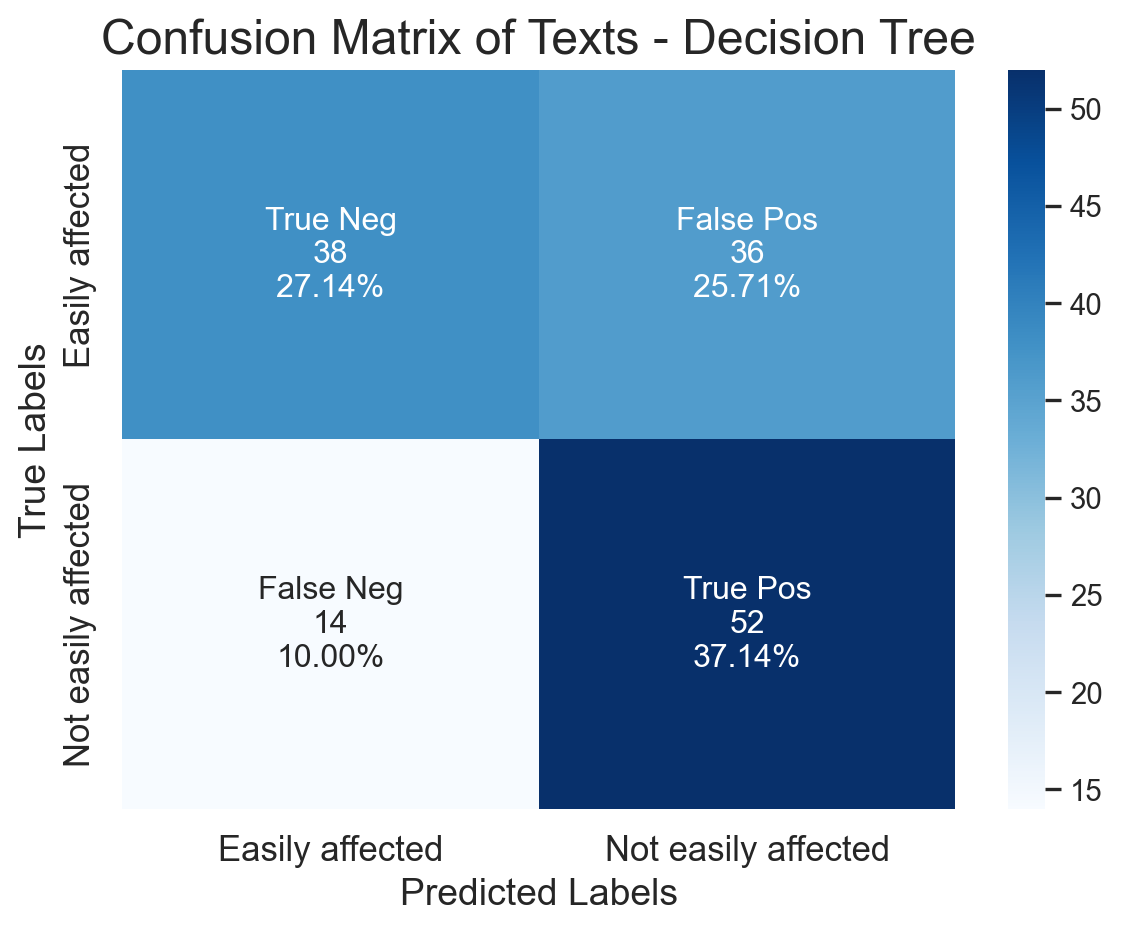 Confusion Matrix of Texts - Decision Tree
True Labels
Easily affected
Not easily affected
True Neg
38
27.14%
False Pos
36
25.71%
False Neg
14
10.00%
True Pos
52
37.14%
Easily affected
Not easily affected
Predicted Labels
50
45
40
35
30
25
20
15